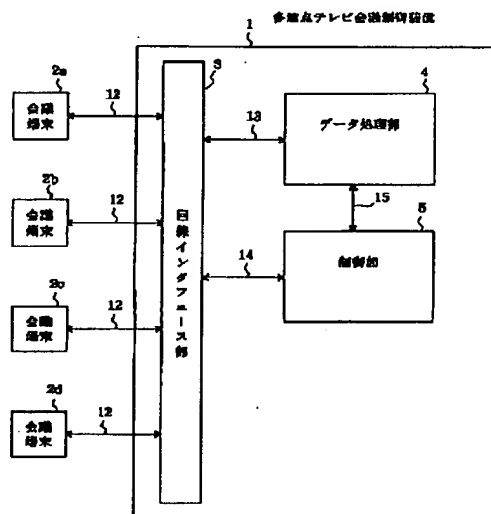 多地点テレビ会議制御装置
1
2a
会議
端末
12
3
4
データ処理部
13
2b
会議
端末
12
15
5
制御部
回線インタフェース部
14
2c
会議
端末
12
2d
会議
端末
12